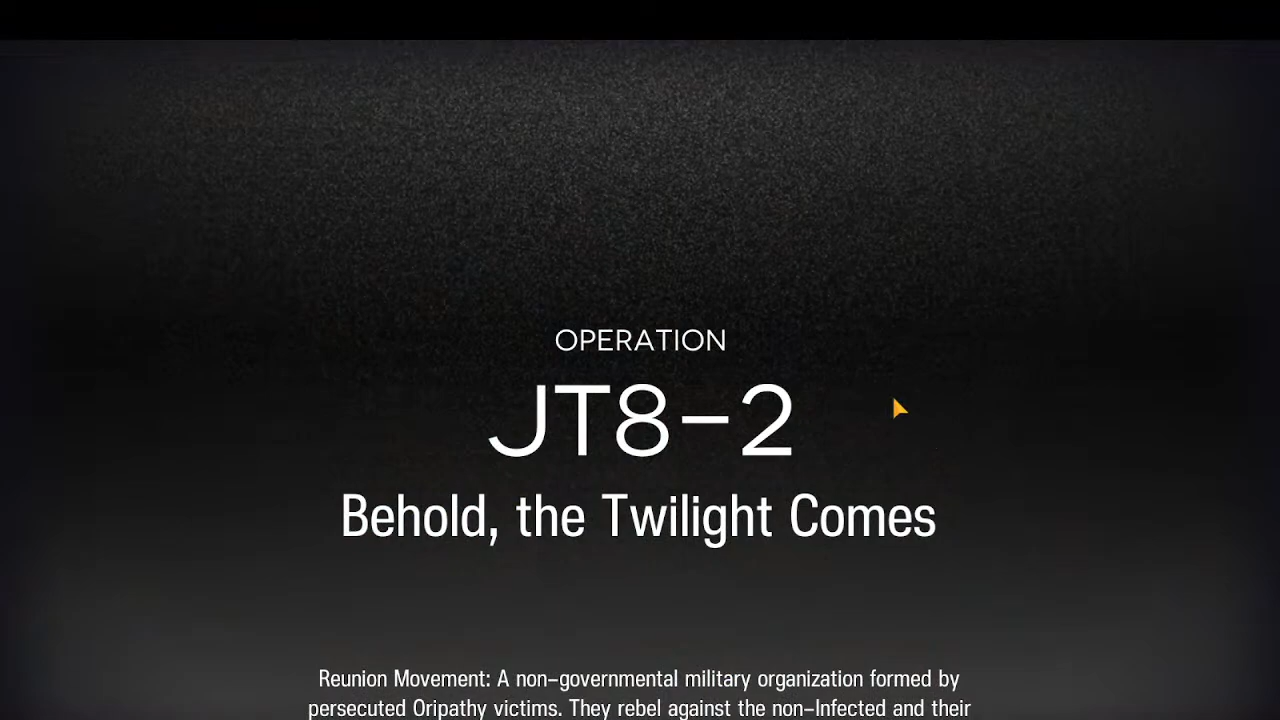 OPERATION
JT8-2
Behold, the Twilight Comes
Reunion Movement: A non-governmental military organization formed by
persecuted Oripathy victims. They rebel against the non-Infected and their